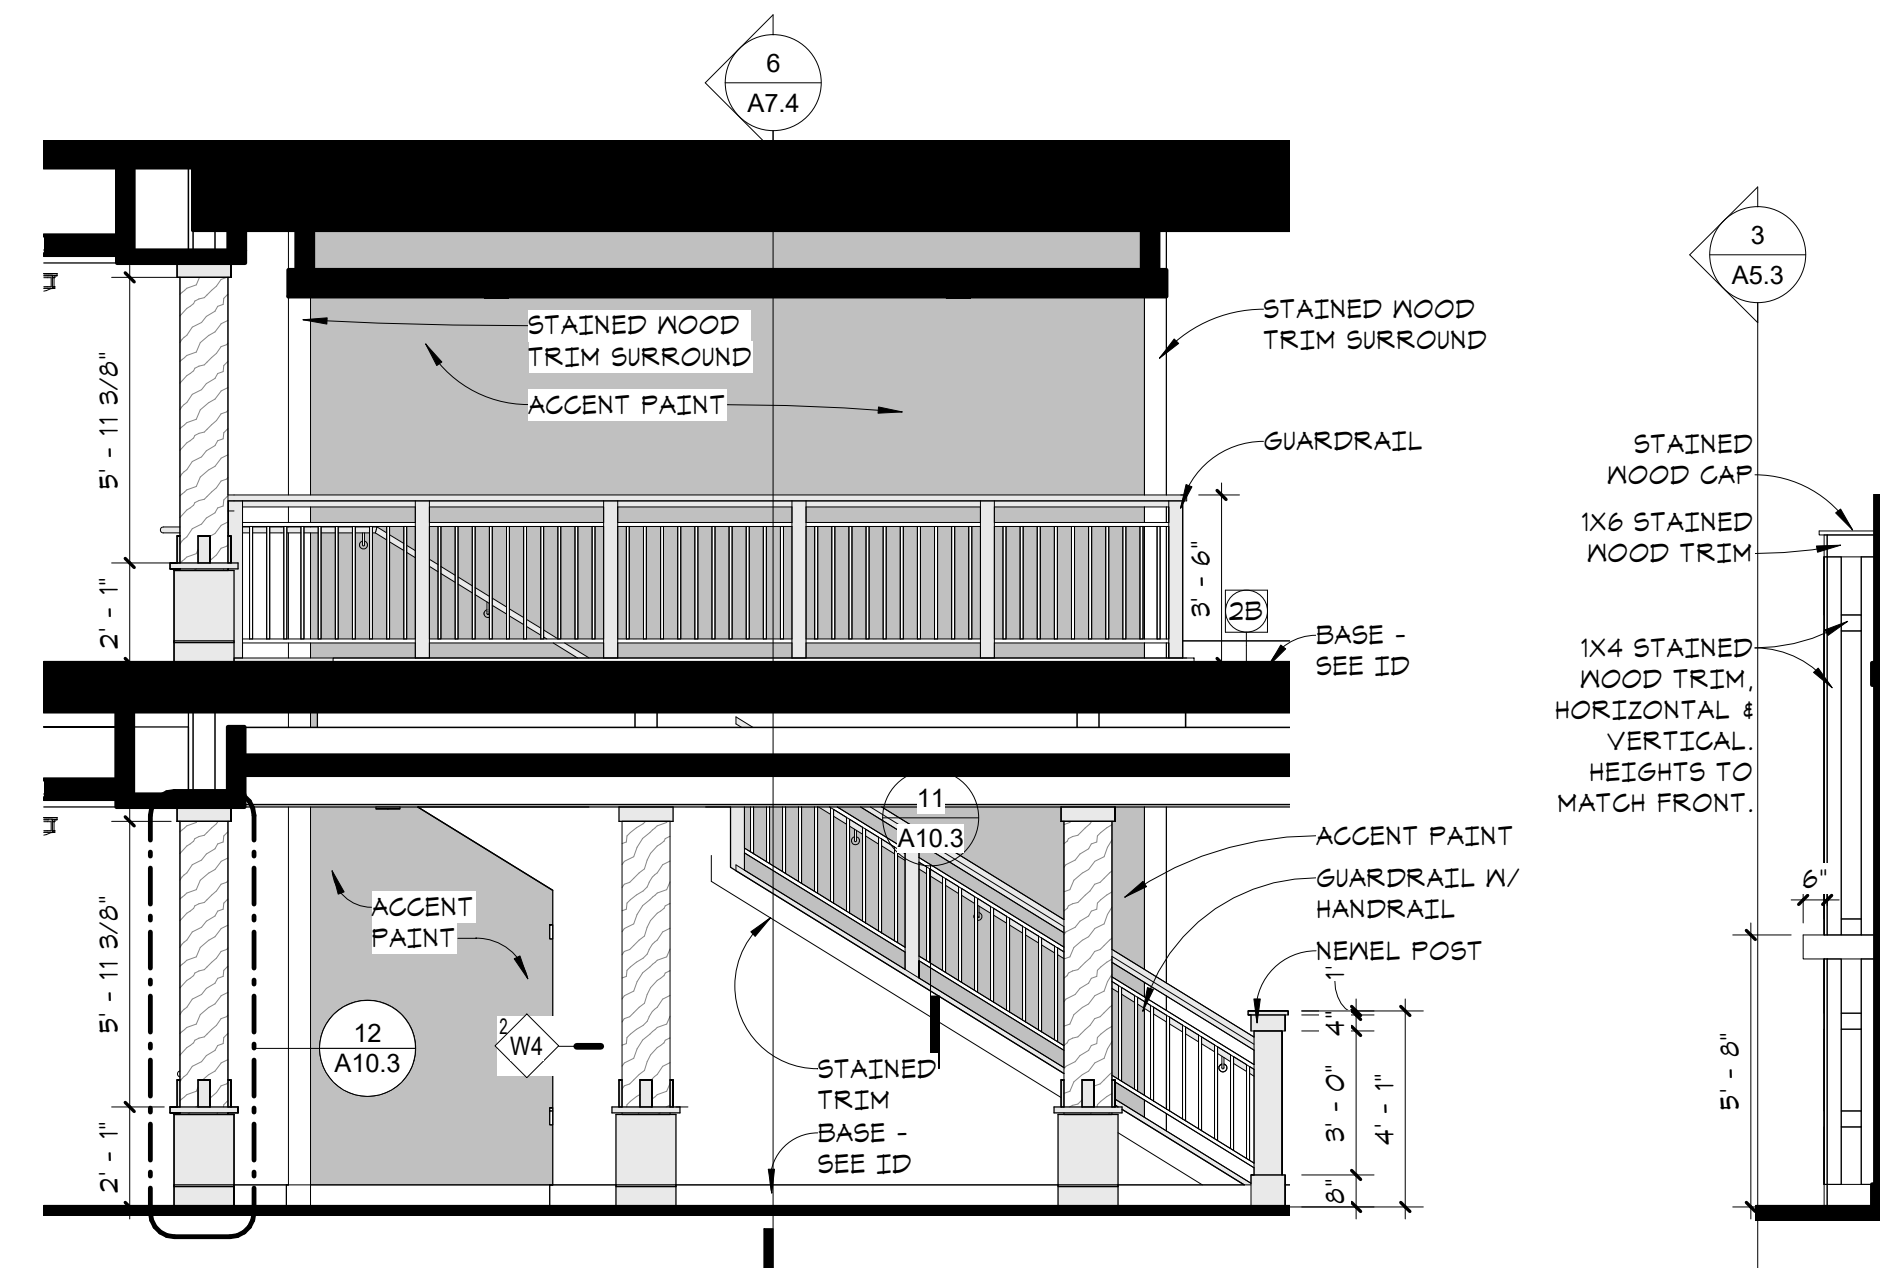 6
A7.4
3
A5.3
STAINED WOOD
TRIM SURROUND
STAINED WOOD
TRIM SURROUND
ACCENT PAINT
GUARDRAIL
5' - 11 3/8"
2' - 1"
3' - 6"
2B
BASE -
SEE ID
STAINED
WOOD CAP
1X6 STAINED
WOOD TRIM
1X4 STAINED
WOOD TRIM,
HORIZONTAL &
VERTICAL.
HEIGHTS TO
MATCH FRONT.
6"
5' - 8"
11
A10.3
ACCENT PAINT
GUARDRAIL W/
HANDRAIL
NEWEL POST
ACCENT
PAINT
5' - 11 3/8"
2' - 1"
12
A10.3
2
W4
STAINED
TRIM
BASE -
SEE ID
1"
4"
3' - 0"
8"
4' - 1"